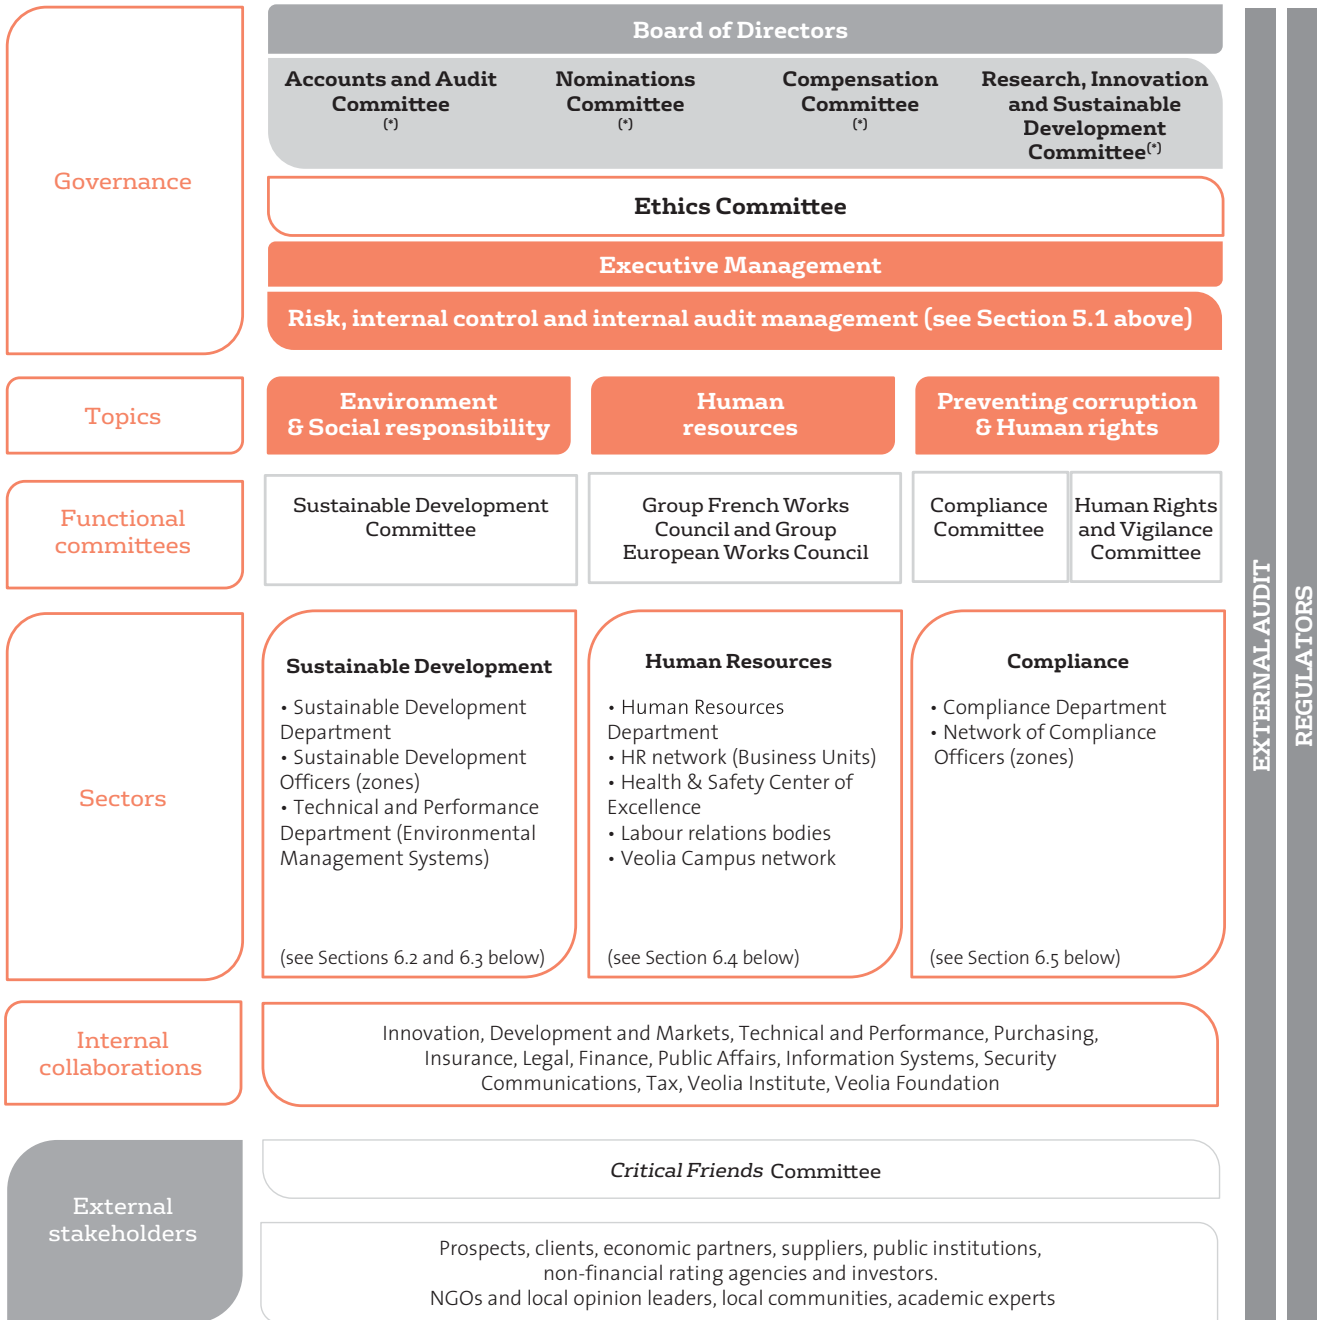 Board of Directors
Accounts and Audit
Committee
(*)
Nominations
Committee
(*)
Compensation
Committee
(*)
Research, Innovation
and Sustainable
Development
Committee(*)
Governance
Ethics Committee
Executive Management
Risk, internal control and internal audit management (see Section 5.1 above)
Topics
Environment
& Social responsibility
Human
resources
Preventing corruption
& Human rights
Functional
committees
Sustainable Development
Committee
Group French Works
Council and Group
European Works Council
Compliance
Committee
Human Rights
and Vigilance
Committee
Sectors
Sustainable Development
• Sustainable Development
Department
• Sustainable Development
Officers (zones)
• Technical and Performance
Department (Environmental
Management Systems)
(see Sections 6.2 and 6.3 below)
Human Resources
• Human Resources
Department
• HR network (Business Units)
• Health & Safety Center of
Excellence
• Labour relations bodies
• Veolia Campus network
(see Section 6.4 below)
Compliance
• Compliance Department
• Network of Compliance
Officers (zones)
(see Section 6.5 below)
Internal
collaborations
Innovation, Development and Markets, Technical and Performance, Purchasing,
Insurance, Legal, Finance, Public Affairs, Information Systems, Security
Communications, Tax, Veolia Institute, Veolia Foundation
External
stakeholders
Critical Friends Committee
Prospects, clients, economic partners, suppliers, public institutions,
non-financial rating agencies and investors.
NGOs and local opinion leaders, local communities, academic experts
EXTERNAL AUDIT
REGULATORS